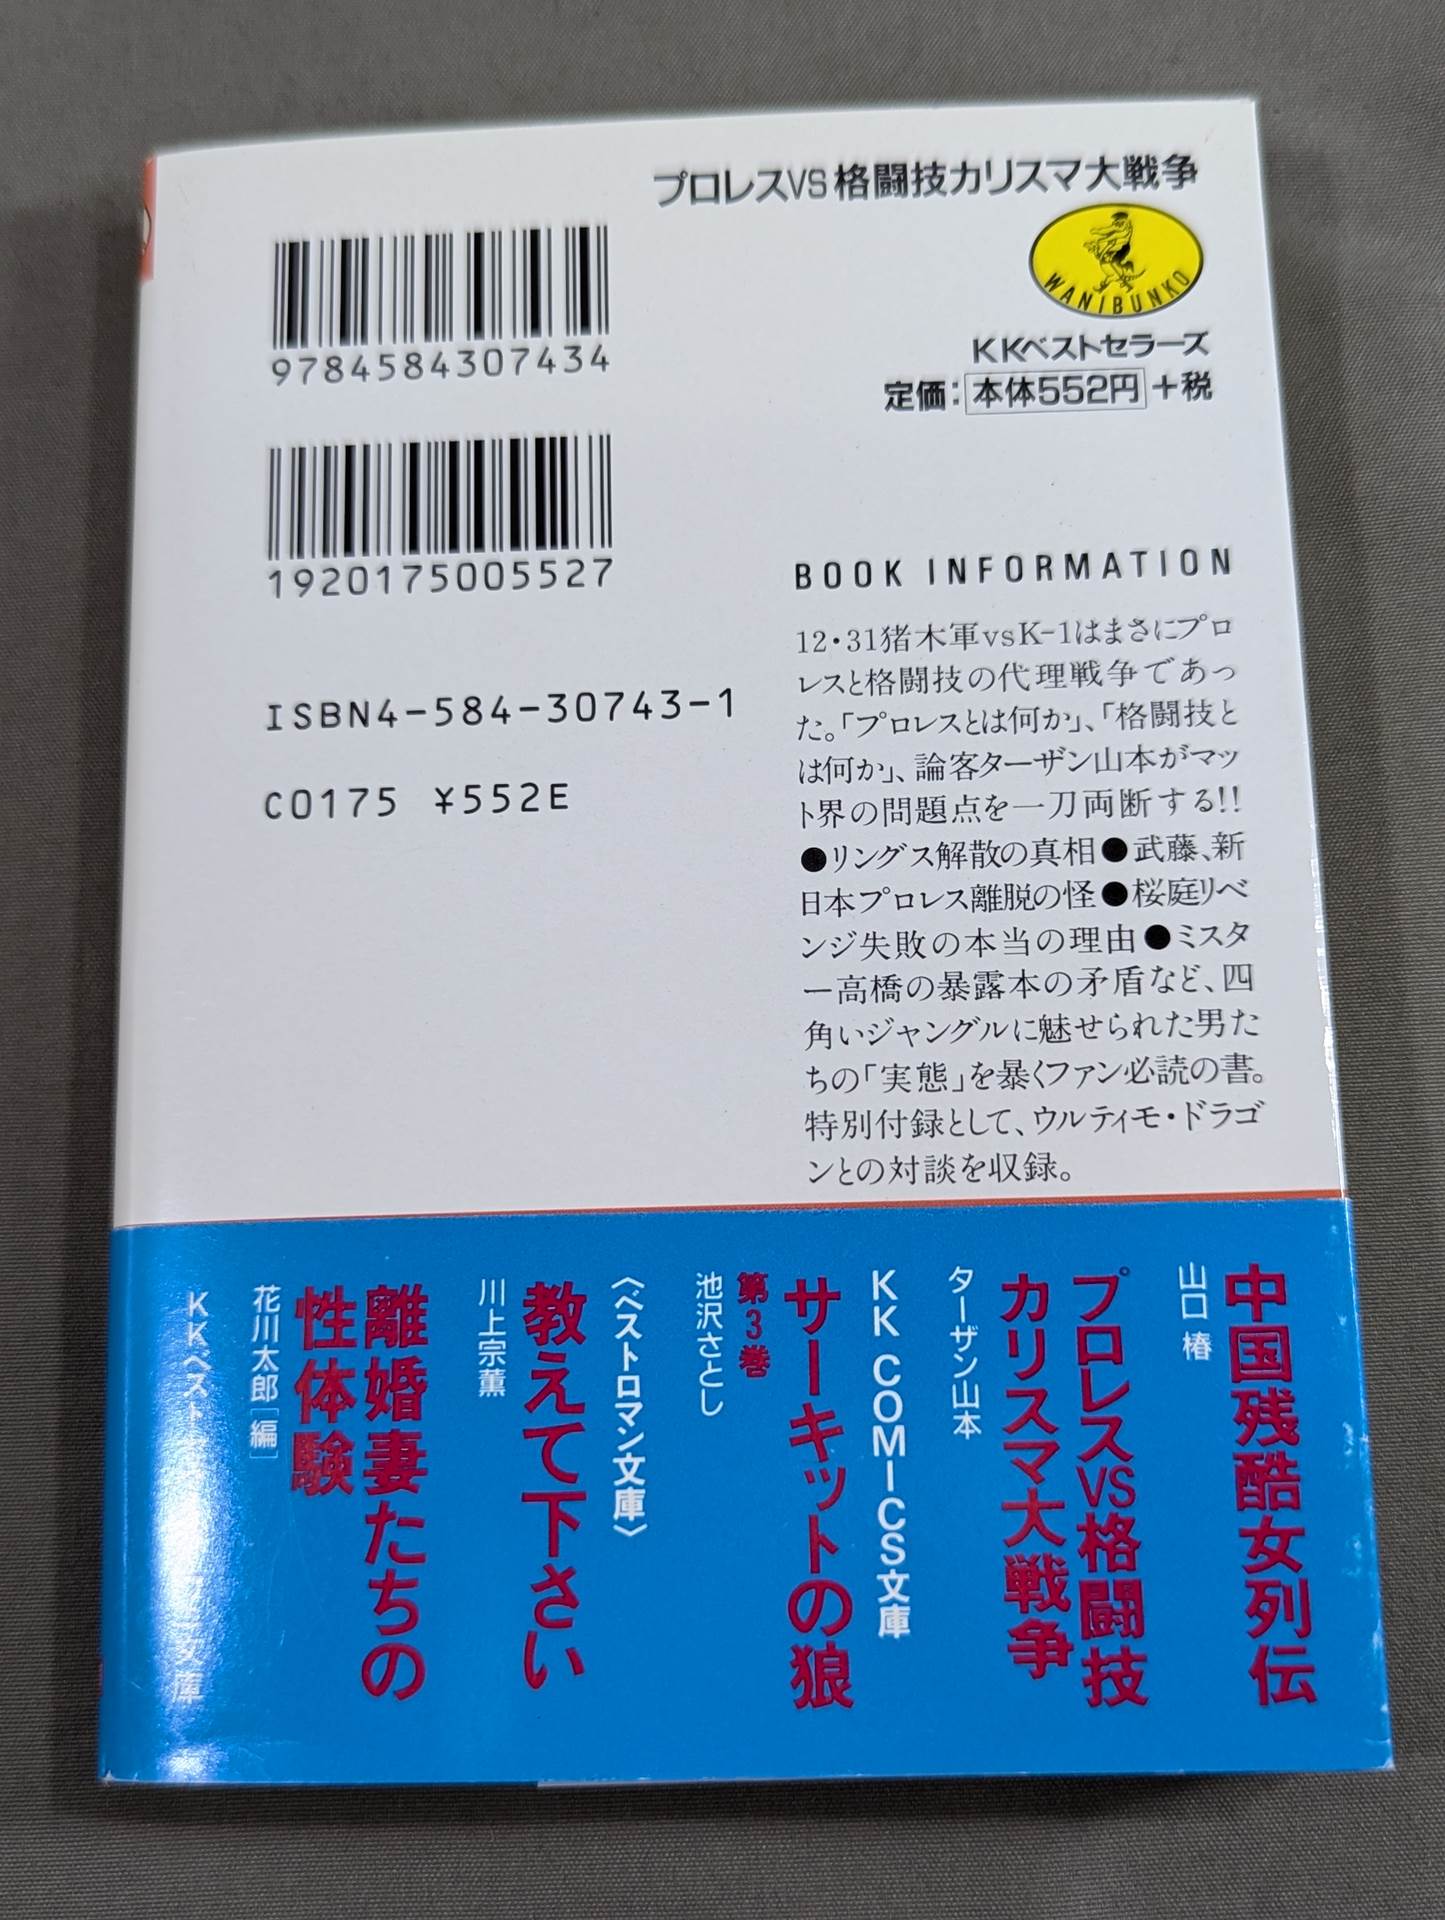 プロレスVS格闘技カリスマ大戦争
WANIBUNKO
KKベストセラーズ
定価：本体552円＋税
9784584307434
1920175005527
ISBN4-584-30743-1
C0175 ¥552E
BOOK INFORMATION
12・31猪木軍vsK-1はまさにプロ
レスと格闘技の代理戦争であっ
た。「プロレスとは何か」、「格闘技と
は何か」、論客ターザン山本がマッ
ト界の問題点を一刀両断する!!
●リングス解散の真相●武藤、新
日本プロレス離脱の怪●桜庭リベ
ンジ失敗の本当の理由●ミスタ
ー高橋の暴露本の矛盾など、四
角いジャングルに魅せられた男た
ちの「実態」を暴くファン必読の書。
特別付録として、ウルティモ・ドラゴ
ンとの対談を収録。
中国残酷女列伝
山口 椿
プロレスVS格闘技
カリスマ大戦争
ターザン山本
KK COMICS文庫
サーキットの狼
第3巻
池沢さとし
〈ベストロマン文庫〉
教えて下さい
川上宗薫
離婚妻たちの
性体験
花川太郎［編］
KKベスト
文庫